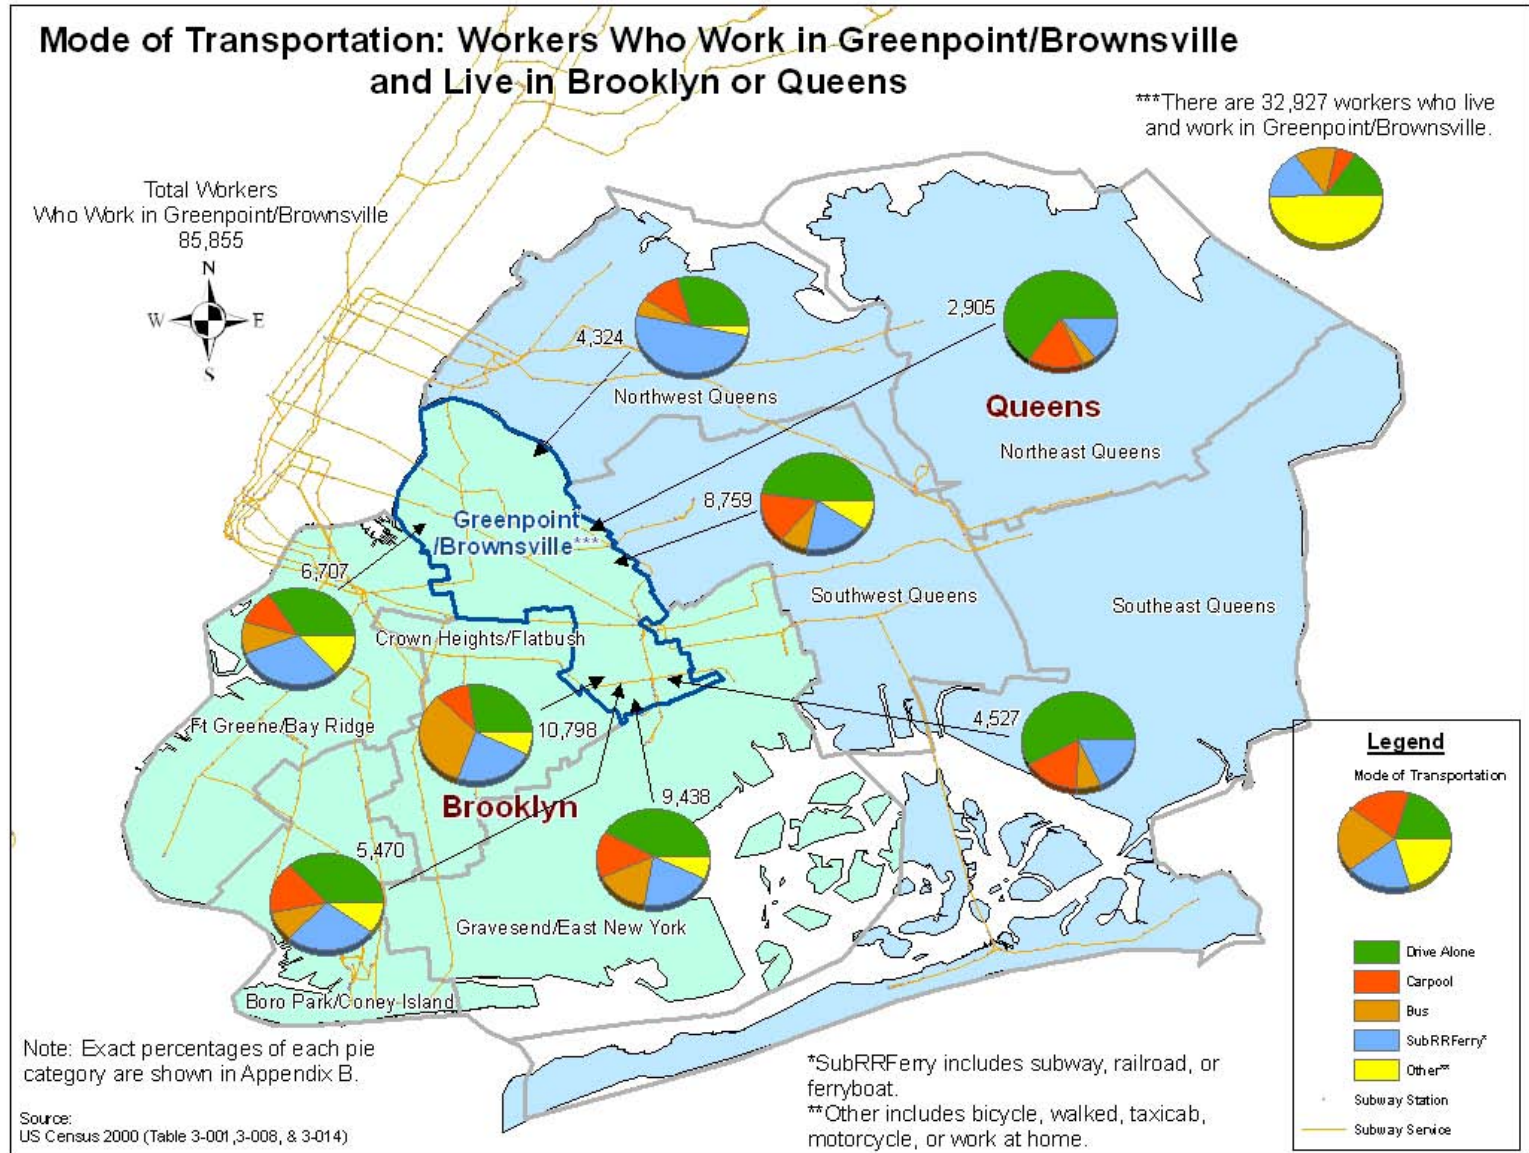 Mode of Transportation: Workers Who Work in Greenpoint/Brownsville
and Live in Brooklyn or Queens
***There are 32,927 workers who live
and work in Greenpoint/Brownsville.
Total Workers
Who Work in Greenpoint/Brownsville
85,855
N
W
E
S
4,324
2,905
Northwest Queens
Queens
Northeast Queens
8,759
Greenpoint
/Brownsville***
6,707
Southwest Queens
Southeast Queens
Crown Heights/Flatbush
Ft Greene/Bay Ridge
10,798
4,527
9,438
Brooklyn
5,470
Gravesend/East New York
Boro Park/Coney Island
Legend
Mode of Transportation
Drive Alone
Carpool
Bus
SubRRFerry*
Other**
Subway Station
Subway Service
Note: Exact percentages of each pie
category are shown in Appendix B.
Source:
US Census 2000 (Table 3-001,3-008, & 3-014)
*SubRRFerry includes subway, railroad, or
ferryboat.
**Other includes bicycle, walked, taxicab,
motorcycle, or work at home.